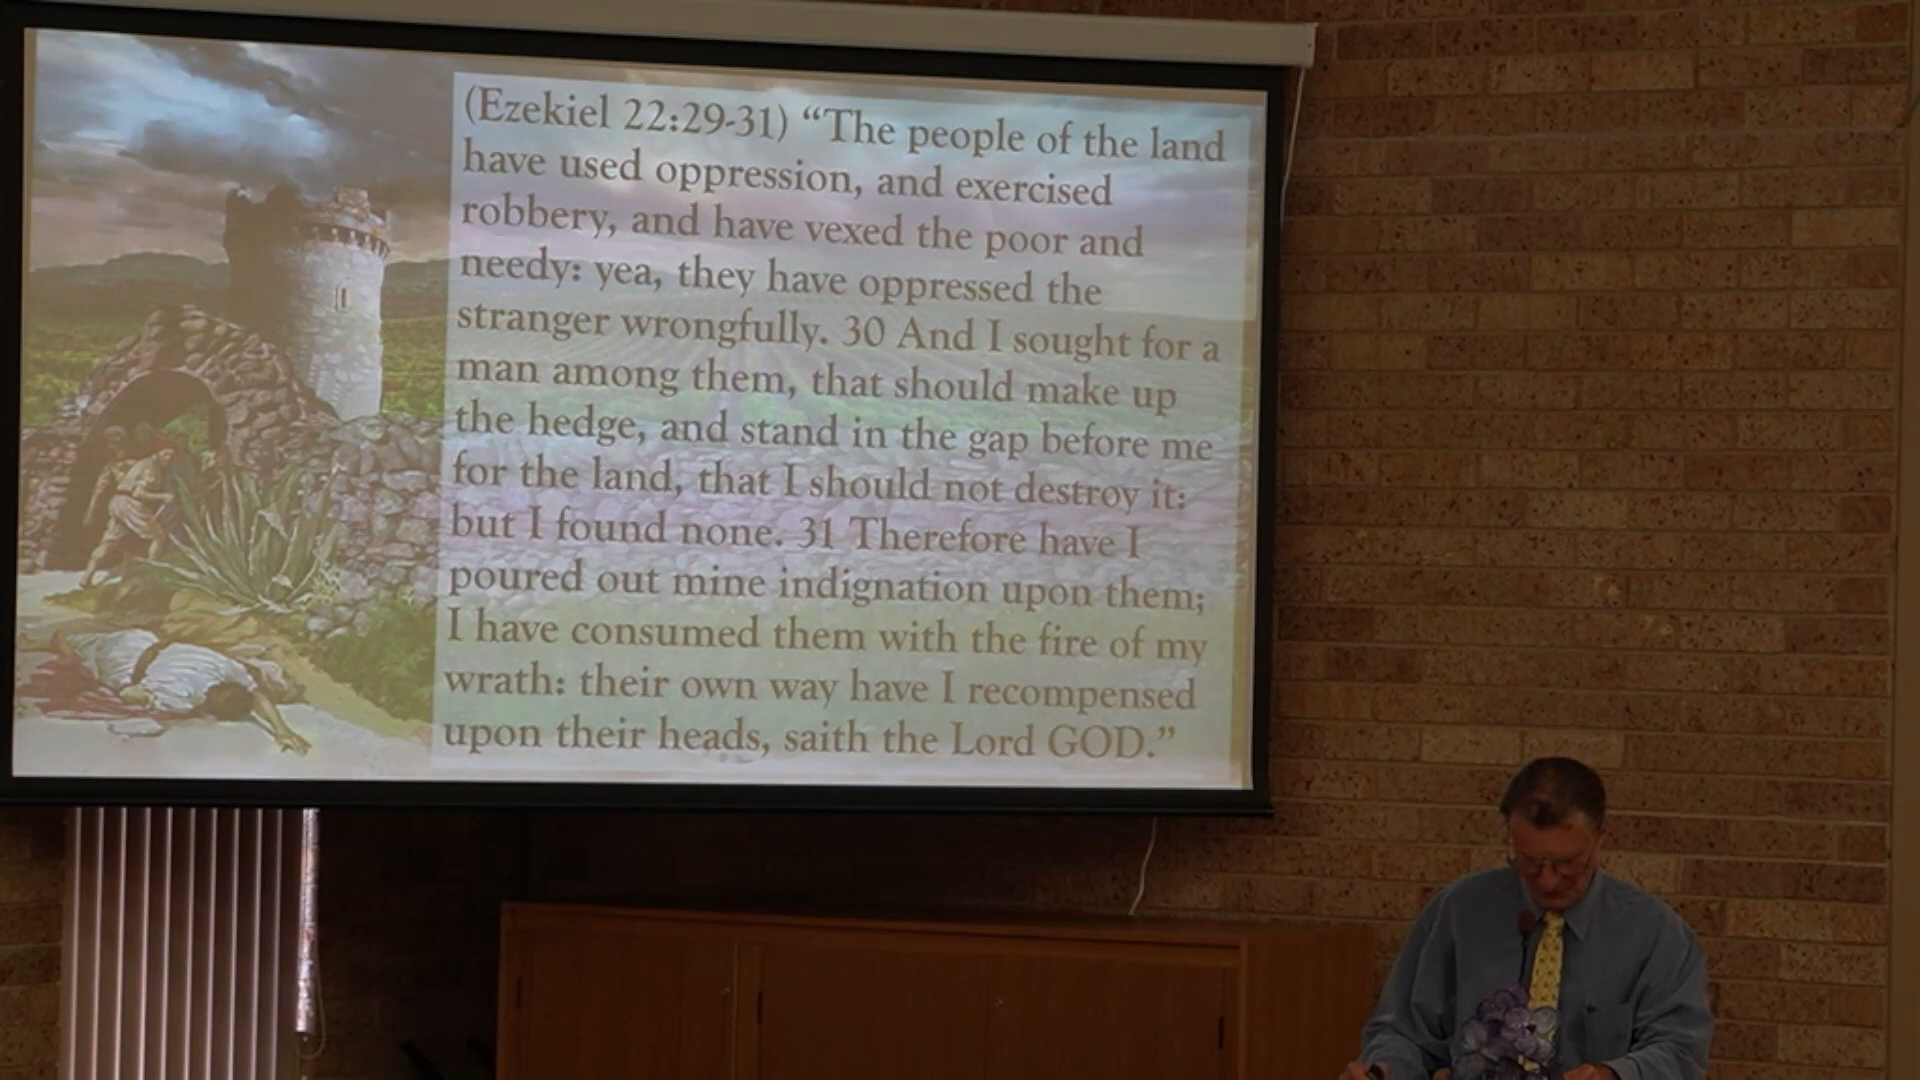 (Ezekiel 22:29-31) “The people of the land
have used oppression, and exercised
robbery, and have vexed the poor and
needy: yea, they have oppressed the
stranger wrongfully. 30 And I sought for a
man among them, that should make up
the hedge, and stand in the gap before me
for the land, that I should not destroy it:
but I found none. 31 Therefore have I
poured out mine indignation upon them;
I have consumed them with the fire of my
wrath: their own way have I recompensed
upon their heads, saith the Lord GOD.”